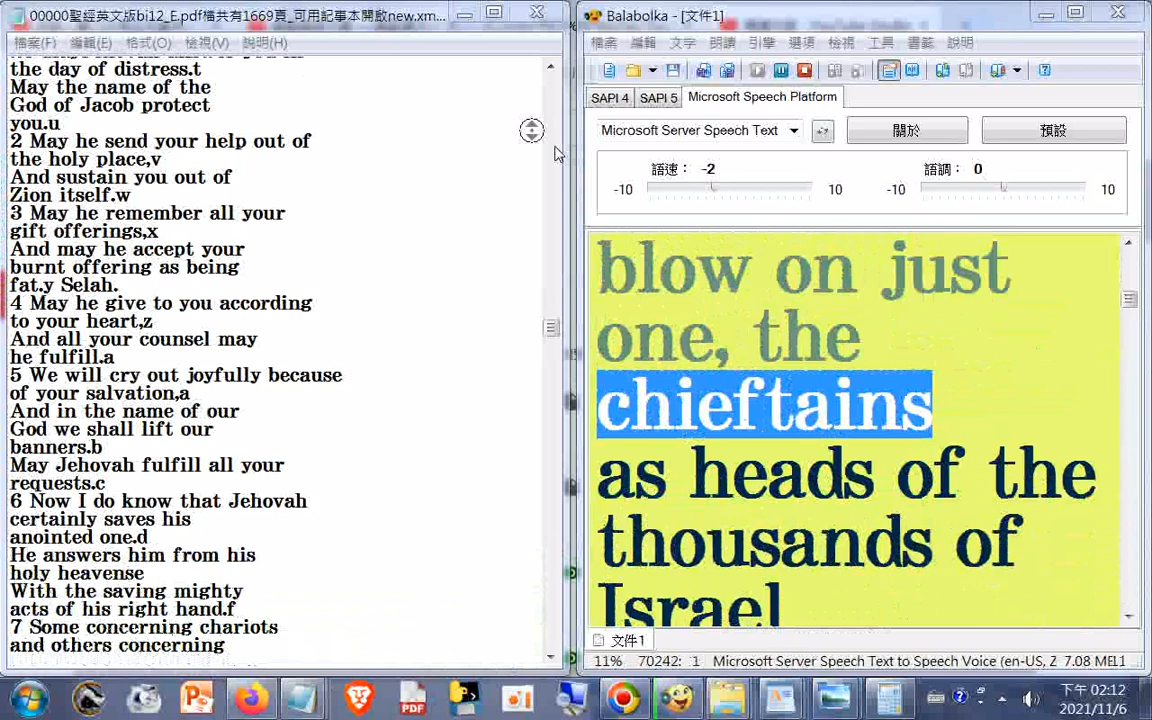 00000聖經英文版bi12_E.pdf檔共有1669頁_可用記事本開啟new.xm...
檔案(F) 編輯(E) 格式(O) 檢視(V) 說明(H)
the day of distress.t
May the name of the
God of Jacob protect
you.u
2 May he send your help out of
the holy place,v
And sustain you out of
Zion itself.w
3 May he remember all your
gift offerings,x
And may he accept your
burnt offering as being
fat.y Selah.
4 May he give to you according
to your heart,z
And all your counsel may
he fulfill.a
5 We will cry out joyfully because
of your salvation,a
And in the name of our
God we shall lift our
banners.b
May Jehovah fulfill all your
requests.c
6 Now I do know that Jehovah
certainly saves his
anointed one.d
He answers him from his
holy heavense
With the saving mighty
acts of his right hand.f
7 Some concerning chariots
and others concerning
Balabolka - [文件1]
檔案 編輯 文字 朗讀 引擎 選項 檢視 工具 書籤 說明
SAPI 4 SAPI 5 Microsoft Speech Platform
Microsoft Server Speech Text 關於 預設
語速： -2 語調： 0
-10 10 -10 10
blow on just
one, the
chieftains
as heads of the
thousands of
Israel
文件1
11% 70242: 1 Microsoft Server Speech Text to Speech Voice (en-US, Z 7.08 ME
PDF
下午 02:12
2021/11/6